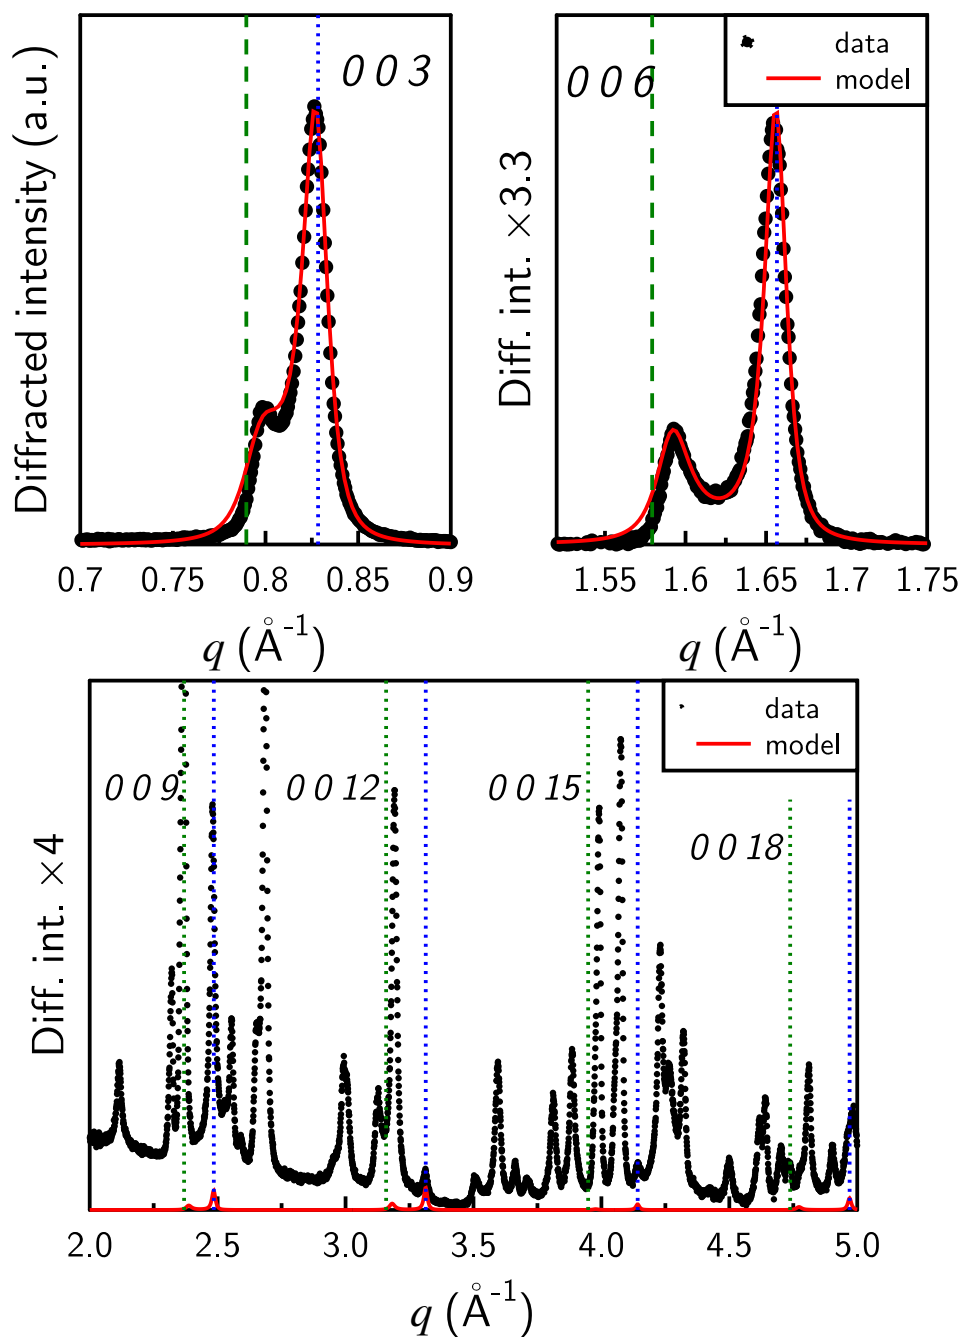 Diffracted intensity (a.u.)
0 0 3
0.7 0.75 0.8 0.85 0.9
q (Å-1)
Diff. int. ×3.3
0 0 6
data
model
1.55 1.6 1.65 1.7 1.75
q (Å-1)
Diff. int. ×4
data
model
0 0 9 0 0 12 0 0 15
0 0 18
2.0 2.5 3.0 3.5 4.0 4.5 5.0
q (Å-1)